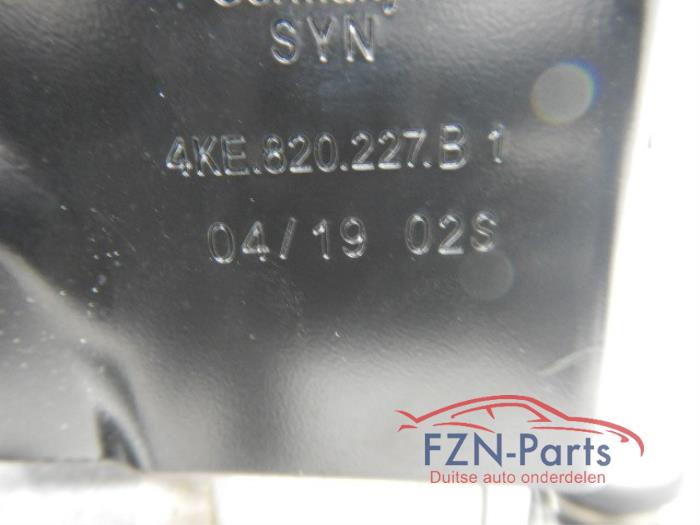 SYN
4KE.820.227.B 1
04/19 02S
FZN-Parts
Duitse auto onderdelen